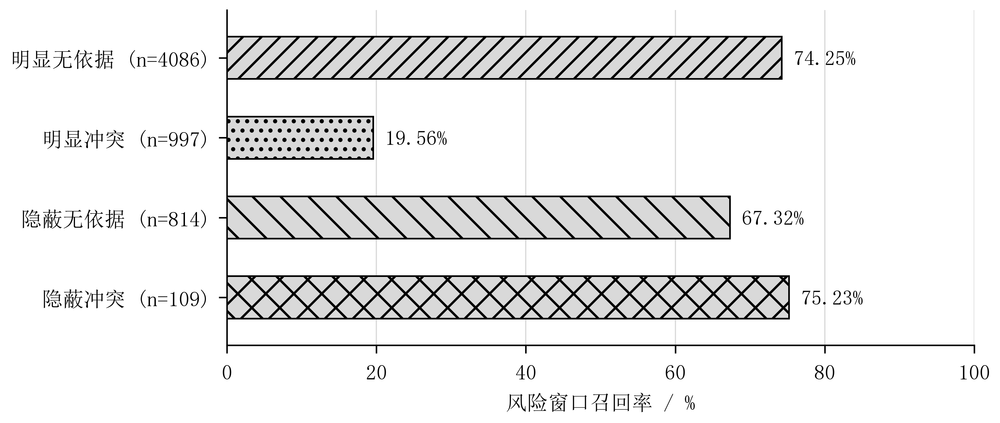 明显无依据 (n=4086)
74.25%
明显冲突 (n=997)
19.56%
隐蔽无依据 (n=814)
67.32%
隐蔽冲突 (n=109)
75.23%
0 20 40 60 80 100
风险窗口召回率 / %